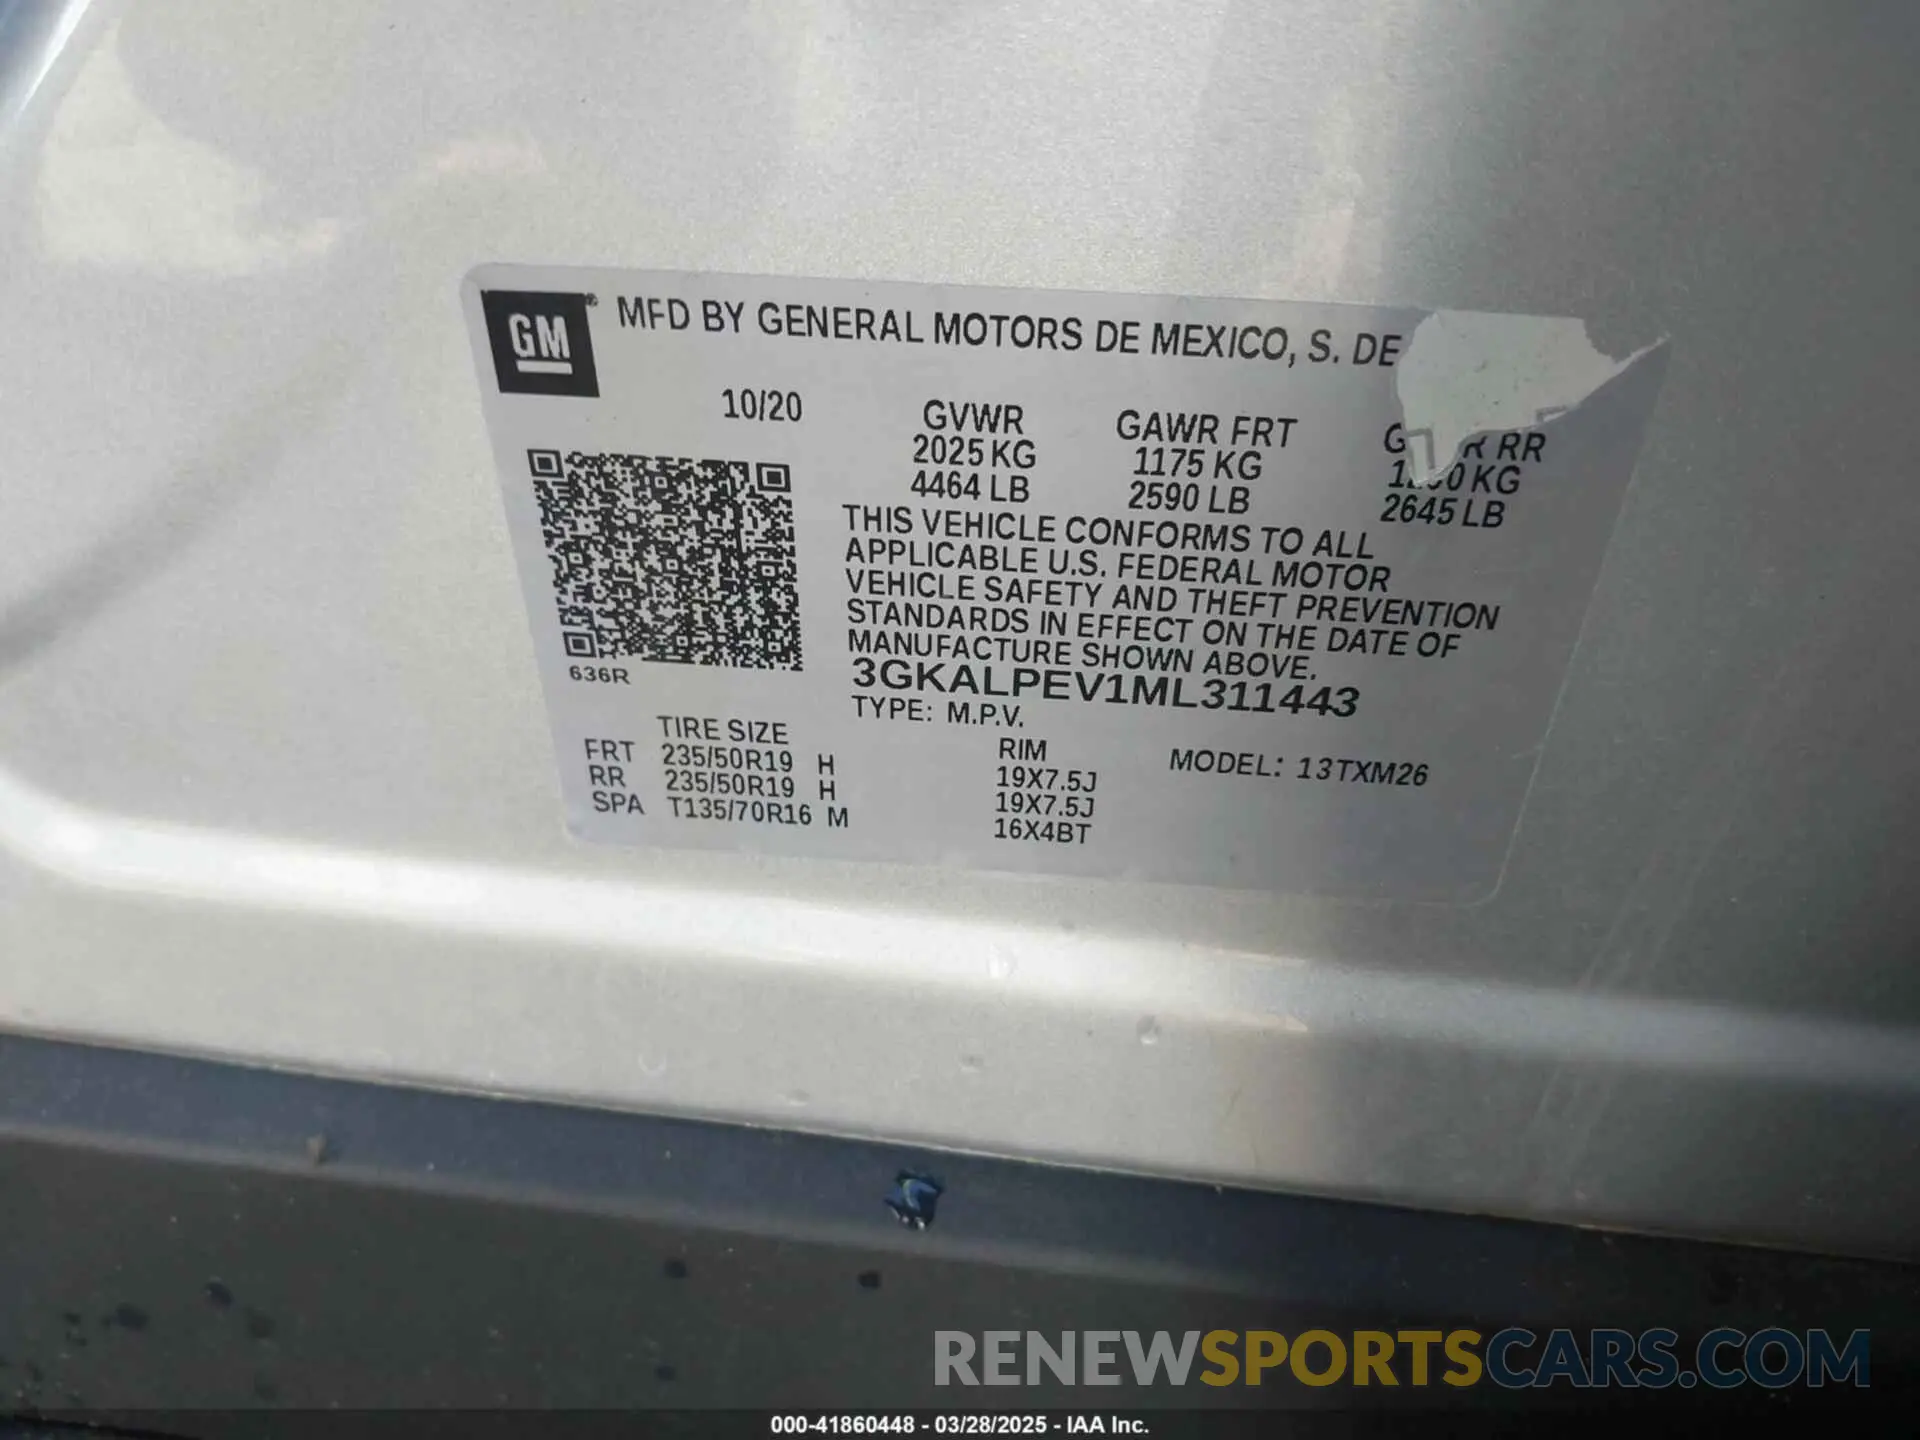 GM ® MFD BY GENERAL MOTORS DE MEXICO, S. DE
10/20
GVWR GAWR FRT RR
2025 KG 1175 KG KG
4464 LB 2590 LB 2645 LB
THIS VEHICLE CONFORMS TO ALL
APPLICABLE U.S. FEDERAL MOTOR
VEHICLE SAFETY AND THEFT PREVENTION
STANDARDS IN EFFECT ON THE DATE OF
MANUFACTURE SHOWN ABOVE.
636R
3GKALPEV1ML311443
TYPE: M.P.V.
TIRE SIZE RIM MODEL: 13TXM26
FRT 235/50R19 H 19X7.5J
RR 235/50R19 H 19X7.5J
SPA T135/70R16 M 16X4BT
RENEWSPORTSCARS.COM
000-41860448 - 03/28/2025 - IAA Inc.